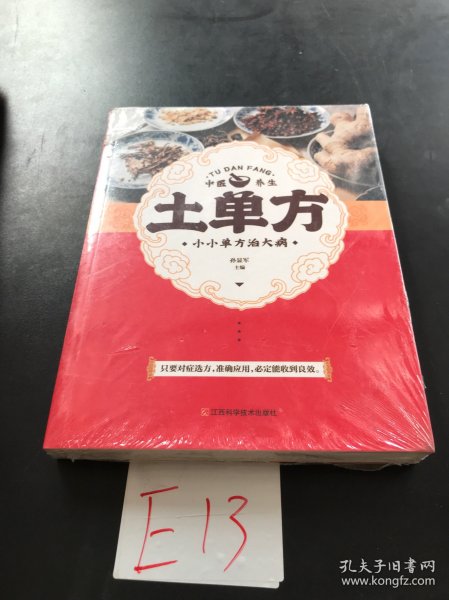 TU DAN FANG
中医 养生
土单方
小小单方治大病
孙显军
主编
只要对症选方,准确应用,必定能收到良效。
江西科学技术出版社
E13
孔夫子旧书网
www.kongfz.com